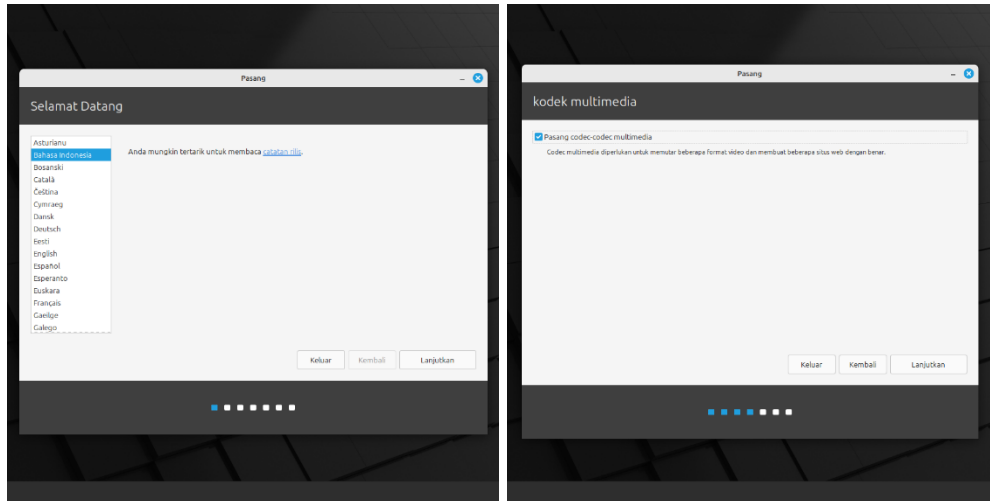 Pasang
Selamat Datang
Asturianu
Bahasa Indonesia
Bosanski
Català
Čeština
Cymraeg
Dansk
Deutsch
Eesti
English
Español
Esperanto
Euskara
Français
Gaeilge
Galego
Anda mungkin tertarik untuk membaca catatan rilis.
Keluar
Kembali
Lanjutkan
Pasang
kodek multimedia
Pasang codec-codec multimedia
Codec multimedia diperlukan untuk memutar beberapa format video dan membuat beberapa situs web dengan benar.
Keluar
Kembali
Lanjutkan